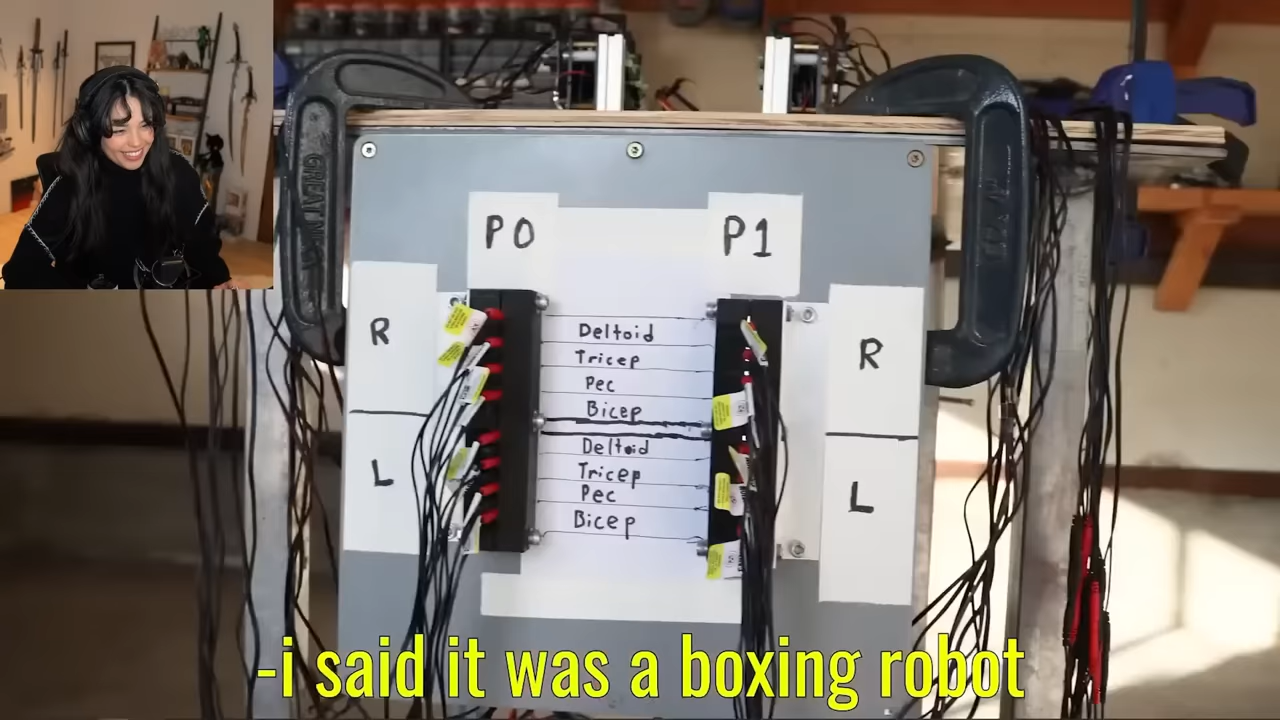 P0
P1
R
R
Deltoid
Tricep
Pec
Bicep
L
L
Deltoid
Tricep
Pec
Bicep
-i said it was a boxing robot